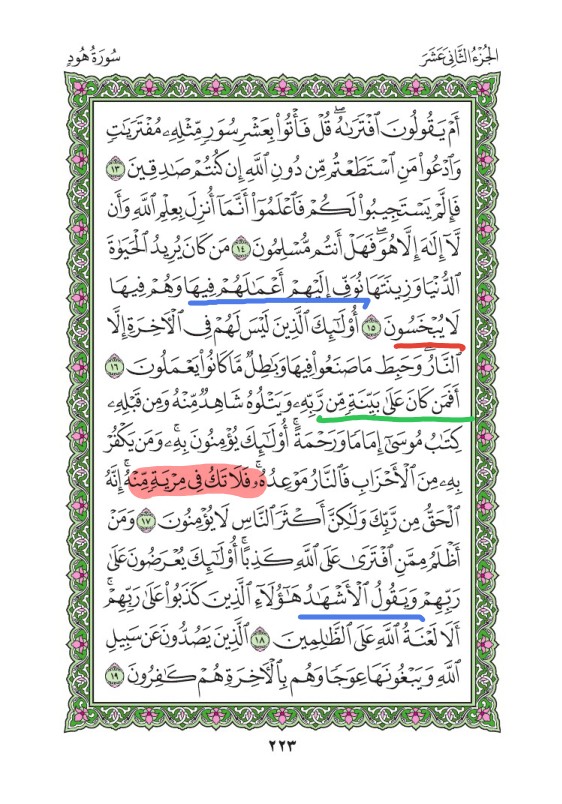 الجُزْءُ الثَّانِي عَشَرَ
سُورَةُ هُودٍ
أَمْ يَقُولُونَ ٱفْتَرَىٰهُۖ قُلْ فَأْتُوا۟ بِعَشْرِ سُوَرٍ مِّثْلِهِۦ مُفْتَرَيَٰتٍ
وَٱدْعُوا۟ مَنِ ٱسْتَطَعْتُم مِّن دُونِ ٱللَّهِ إِن كُنتُمْ صَٰدِقِينَ ١٣
فَإِلَّمْ يَسْتَجِيبُوا۟ لَكُمْ فَٱعْلَمُوٓا۟ أَنَّمَآ أُنزِلَ بِعِلْمِ ٱللَّهِ وَأَن
لَّآ إِلَٰهَ إِلَّا هُوَۖ فَهَلْ أَنتُم مُّسْلِمُونَ ١٤ مَن كَانَ يُرِيدُ ٱلْحَيَوٰةَ
ٱلدُّنْيَا وَزِينَتَهَا نُوَفِّ إِلَيْهِمْ أَعْمَٰلَهُمْ فِيهَا وَهُمْ فِيهَا
لَا يُبْخَسُونَ ١٥ أُو۟لَٰٓئِكَ ٱلَّذِينَ لَيْسَ لَهُمْ فِى ٱلْءَاخِرَةِ إِلَّا
ٱلنَّارُۖ وَحَبِطَ مَا صَنَعُوا۟ فِيهَا وَبَٰطِلٌ مَّا كَانُوا۟ يَعْمَلُونَ ١٦
أَفَمَن كَانَ عَلَىٰ بَيِّنَةٍ مِّن رَّبِّهِۦ وَيَتْلُوهُ شَاهِدٌ مِّنْهُ وَمِن قَبْلِهِۦ
كِتَٰبُ مُوسَىٰٓ إِمَامًا وَرَحْمَةًۚ أُو۟لَٰٓئِكَ يُؤْمِنُونَ بِهِۦۚ وَمَن يَكْفُرْ
بِهِۦ مِنَ ٱلْأَحْزَابِ فَٱلنَّارُ مَوْعِدُهُۥۚ فَلَا تَكُ فِى مِرْيَةٍ مِّنْهُۚ إِنَّهُ
ٱلْحَقُّ مِن رَّبِّكَ وَلَٰكِنَّ أَكْثَرَ ٱلنَّاسِ لَا يُؤْمِنُونَ ١٧ وَمَنْ
أَظْلَمُ مِمَّنِ ٱفْتَرَىٰ عَلَى ٱللَّهِ كَذِبًاۚ أُو۟لَٰٓئِكَ يُعْرَضُونَ عَلَىٰ
رَبِّهِمْ وَيَقُولُ ٱلْأَشْهَٰدُ هَٰٓؤُلَآءِ ٱلَّذِينَ كَذَبُوا۟ عَلَىٰ رَبِّهِمْۚ
أَلَا لَعْنَةُ ٱللَّهِ عَلَى ٱلظَّٰلِمِينَ ١٨ ٱلَّذِينَ يَصُدُّونَ عَن سَبِيلِ
ٱللَّهِ وَيَبْغُونَهَا عِوَجًا وَهُم بِٱلْءَاخِرَةِ هُمْ كَٰفِرُونَ ١٩
٢٢٣